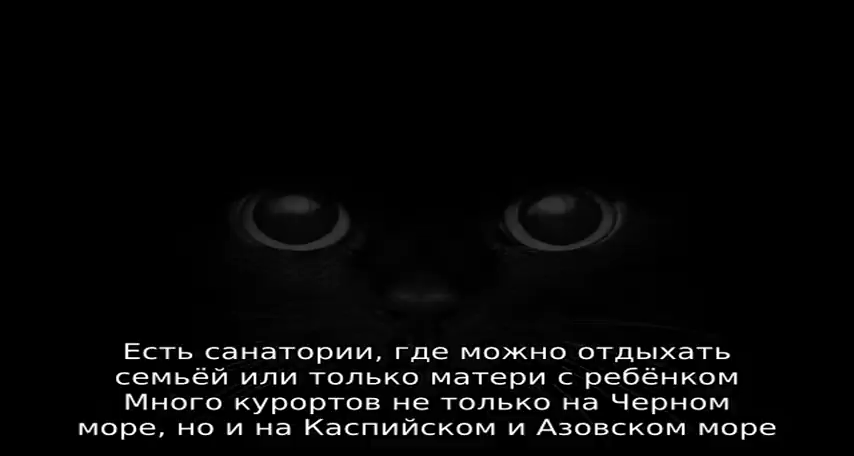 Есть санатории, где можно отдыхать
семьёй или только матери с ребёнком
Много курортов не только на Черном
море, но и на Каспийском и Азовском море